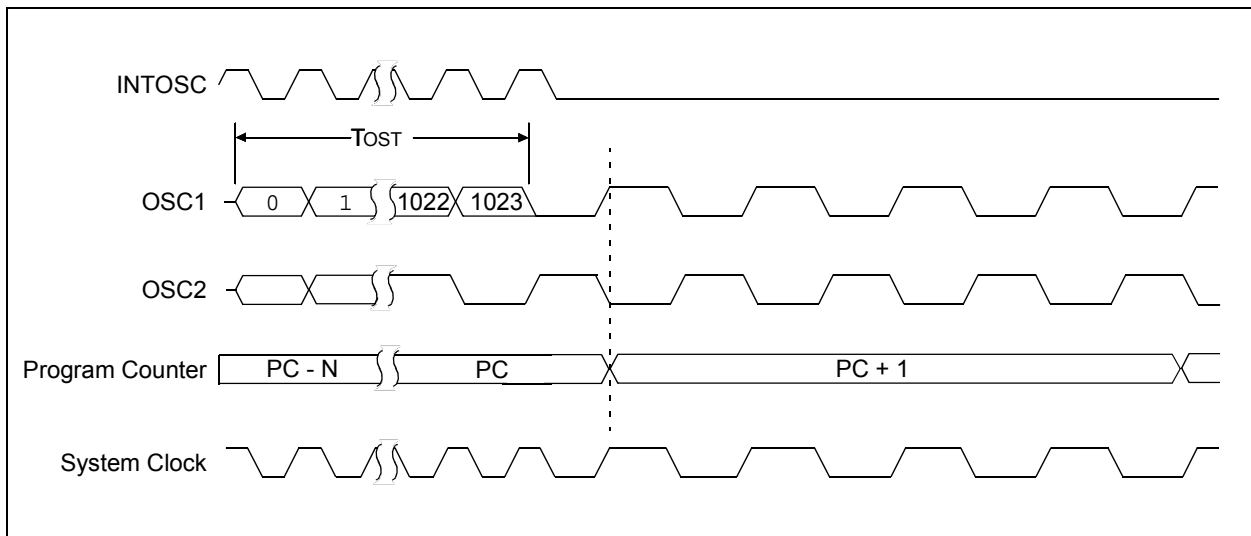 INTOSC
TOST
OSC1 0 1 1022 1023
OSC2
Program Counter PC - N PC PC + 1
System Clock